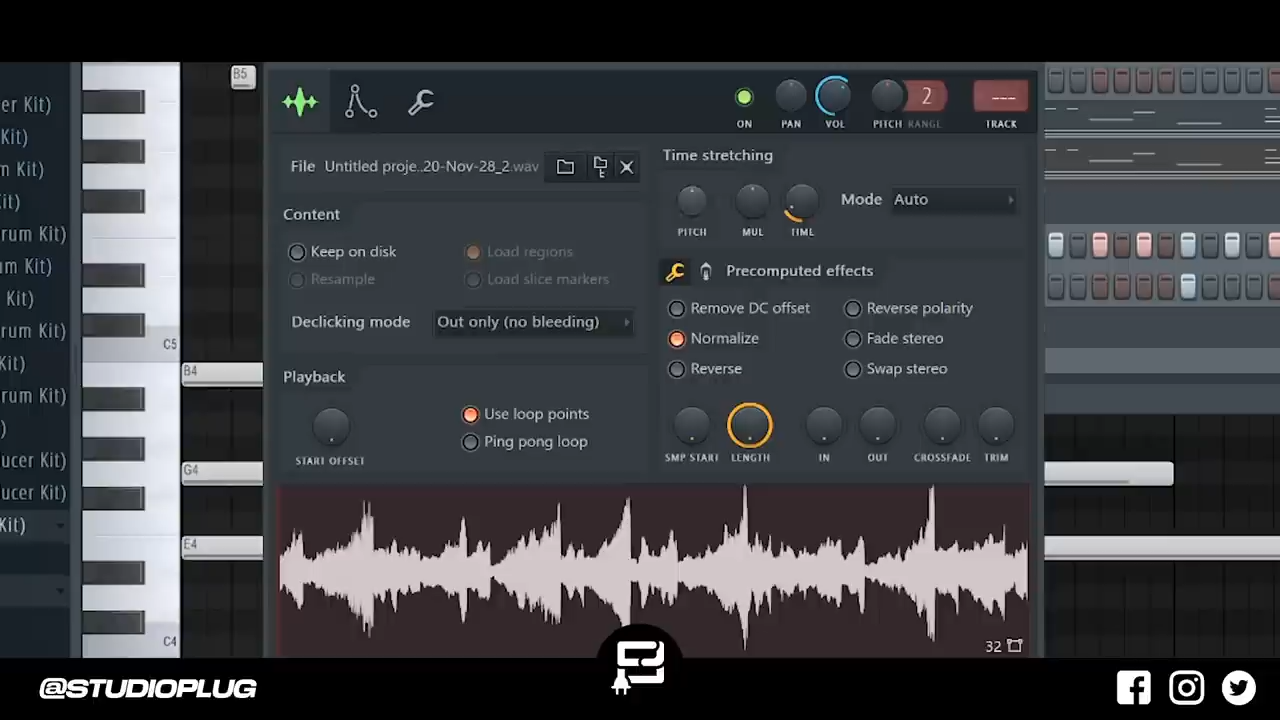 B5
er Kit)
Kit)
m Kit)
it)
rum Kit)
m Kit)
Kit)
rum Kit)
Kit)
rum Kit)
)
ucer Kit)
ucer Kit)
Kit)
C5
B4
G4
E4
C4
2
---
ON
PAN
VOL
PITCH
RANGE
TRACK
File
Untitled proje..20-Nov-28_2.wav
Content
Keep on disk
Load regions
Resample
Load slice markers
Declicking mode
Out only (no bleeding)
Playback
START OFFSET
Use loop points
Ping pong loop
Time stretching
PITCH
MUL
TIME
Mode
Auto
Precomputed effects
Remove DC offset
Reverse polarity
Normalize
Fade stereo
Reverse
Swap stereo
SMP START
LENGTH
IN
OUT
CROSSFADE
TRIM
32
@STUDIOPLUG